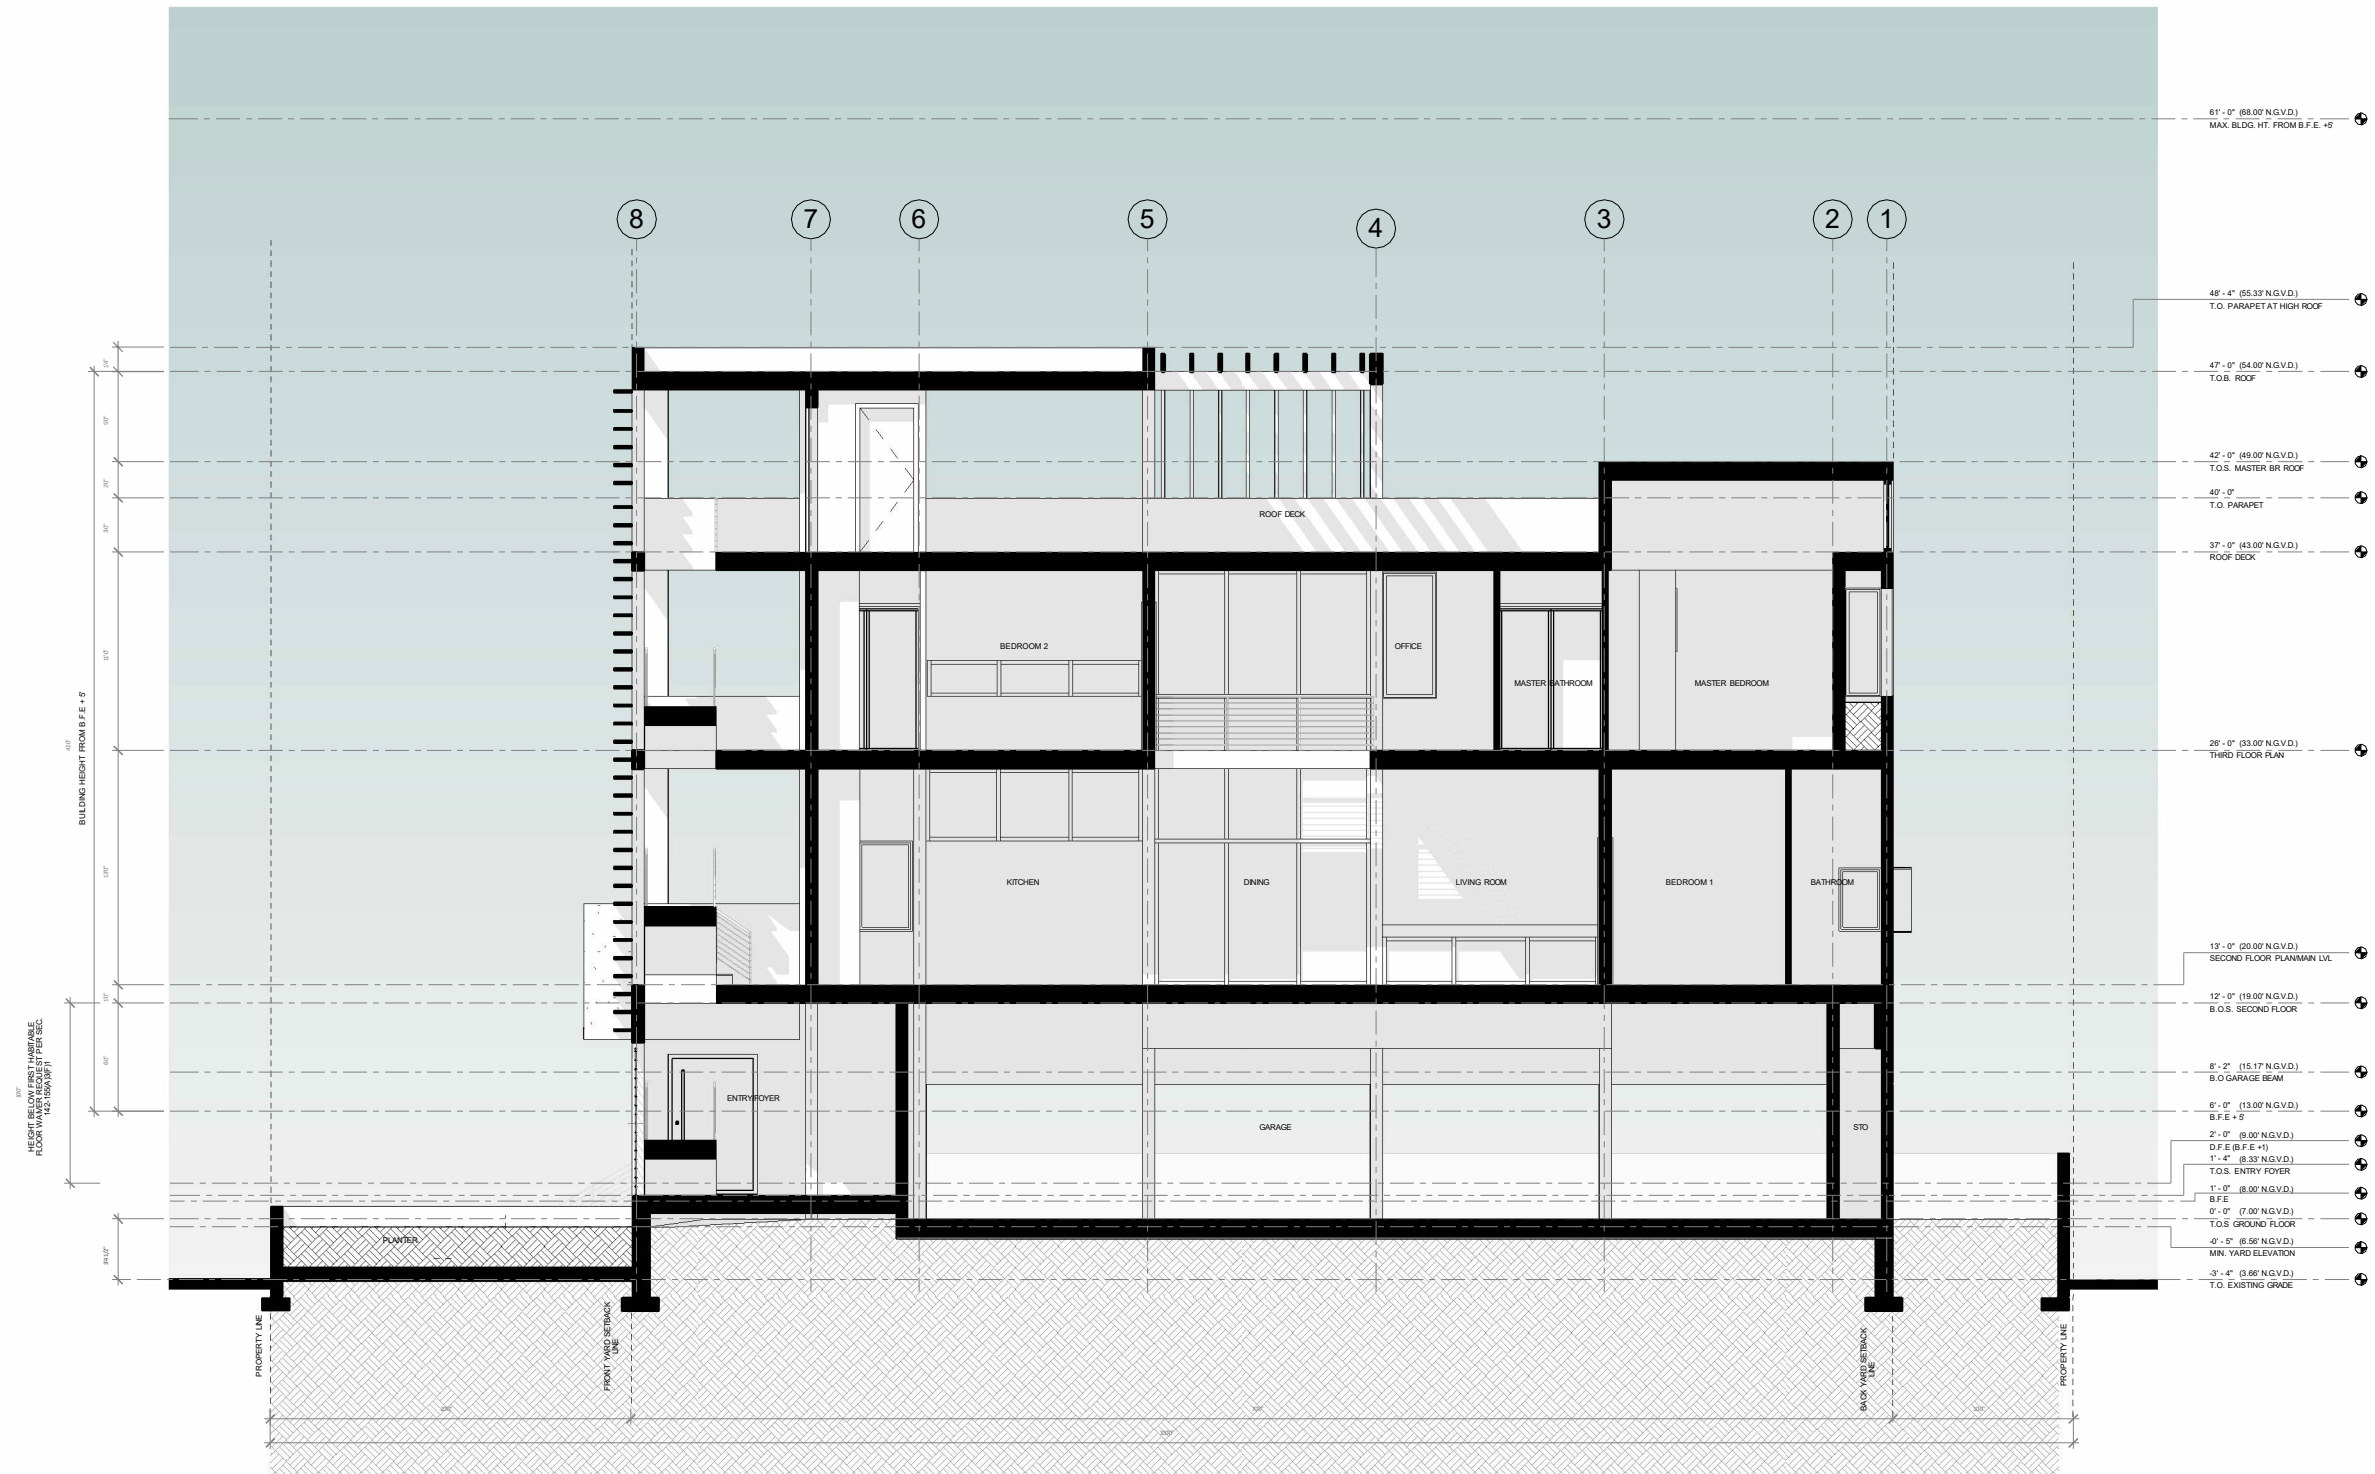 61' - 0" (68.00' N.G.V.D.)
MAX. BLDG. HT. FROM B.F.E. +5'
8
7
6
5
4
3
2
1
48' - 4" (55.33' N.G.V.D.)
T.O. PARAPET AT HIGH ROOF
47' - 0" (54.00' N.G.V.D.)
T.O.B. ROOF
42' - 0" (49.00' N.G.V.D.)
T.O.S. MASTER BR ROOF
40' - 0"
T.O. PARAPET
ROOF DECK
37' - 0" (43.00' N.G.V.D.)
ROOF DECK
BEDROOM 2
OFFICE
MASTER BATHROOM
MASTER BEDROOM
BUILDING HEIGHT FROM B.F.E + 5'
26' - 0" (33.00' N.G.V.D.)
THIRD FLOOR PLAN
KITCHEN
DINING
LIVING ROOM
BEDROOM 1
BATHROOM
13' - 0" (20.00' N.G.V.D.)
SECOND FLOOR PLAN/MAIN LVL
12' - 0" (19.00' N.G.V.D.)
B.O.S. SECOND FLOOR
HEIGHT BELOW FIRST HABITABLE
FLOOR WAIVER REQUEST PER SEC.
8' - 2" (15.17' N.G.V.D.)
B.O GARAGE BEAM
ENTRY/FOYER
GARAGE
STO
6' - 0" (13.00' N.G.V.D.)
B.F.E + 5'
2' - 0" (9.00' N.G.V.D.)
D.F.E (B.F.E +1)
1' - 4" (8.33' N.G.V.D.)
T.O.S. ENTRY FOYER
1' - 0" (8.00' N.G.V.D.)
B.F.E
0' - 0" (7.00' N.G.V.D.)
T.O.S GROUND FLOOR
PLANTER
-0' - 5" (6.56' N.G.V.D.)
MIN. YARD ELEVATION
-3' - 4" (3.66' N.G.V.D.)
T.O. EXISTING GRADE
PROPERTY LINE
FRONT YARD SETBACK
LINE
BACK YARD SETBACK
LINE
PROPERTY LINE